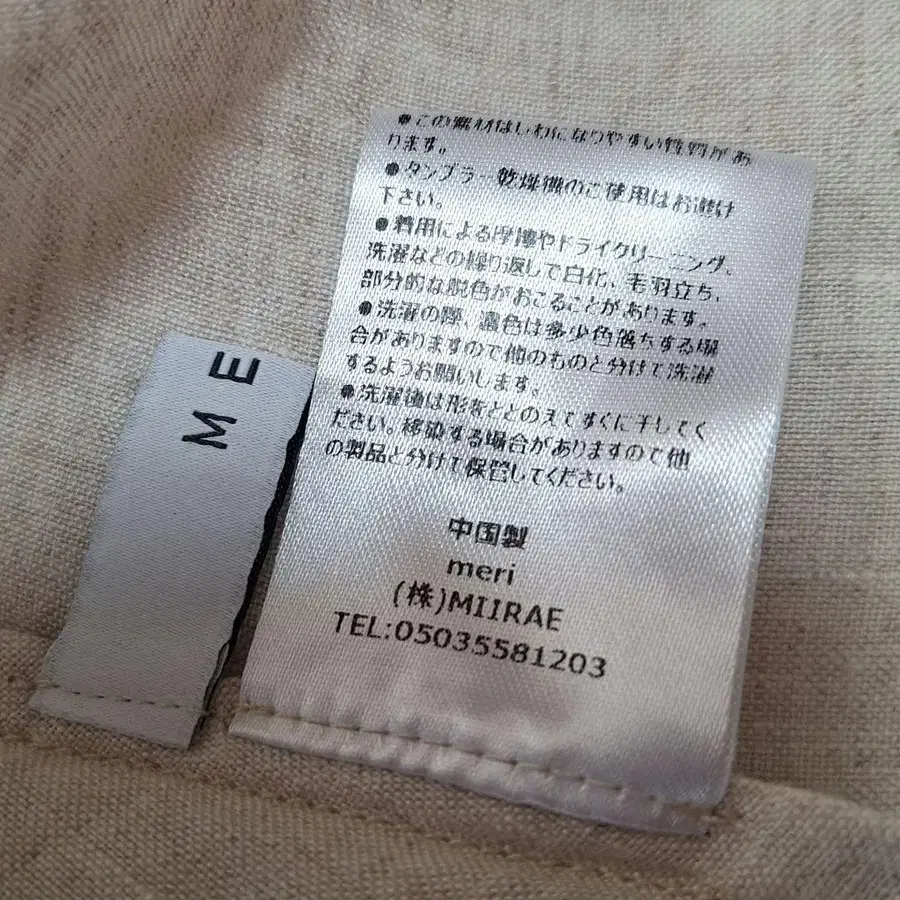 ME
●この素材はしわになりやすい性質があ
ります。
●タンブラー乾燥機のご使用はお避け
下さい。
●着用による摩擦やドライクリーニング、
洗濯などの繰り返しで白化、毛羽立ち、
部分的な脱色がおこることがあります。
●洗濯の際、濃色は多少色落ちする場
合がありますので他のものと分けて洗濯
するようお願いします。
●洗濯後は形をととのえてすぐに干してく
ださい。移染する場合がありますので他
の製品と分けて保管してください。
中国製
meri
(株)MIIRAE
TEL:05035581203